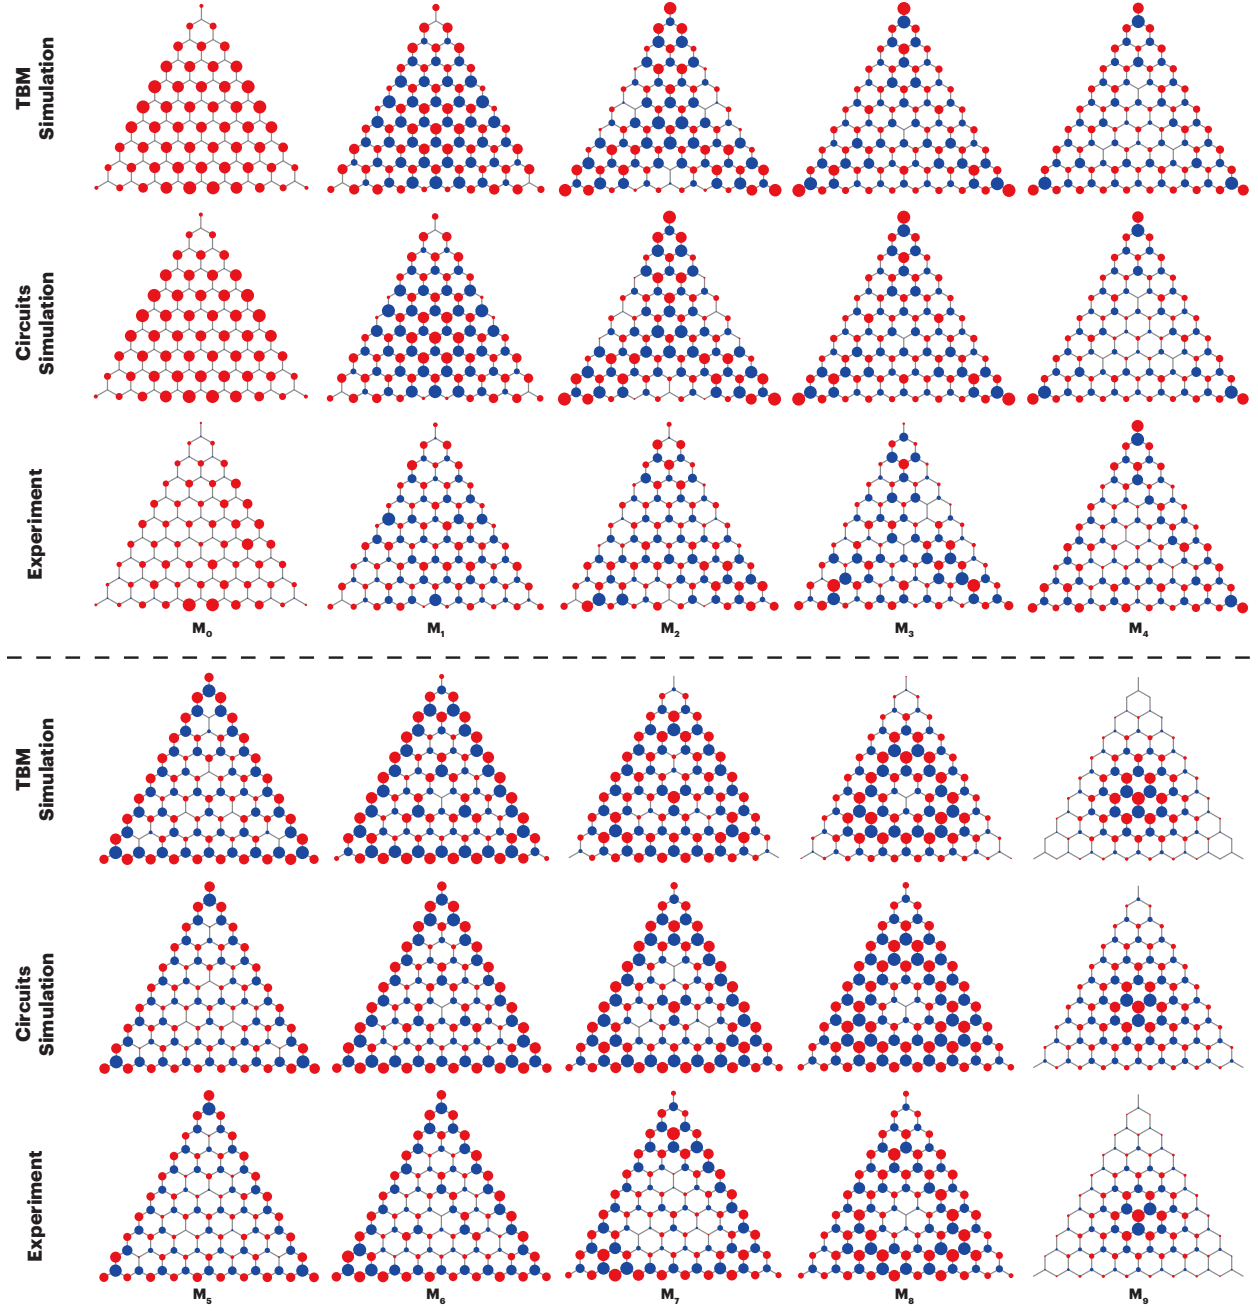 TBM
Simulation
Circuits
Simulation
Experiment
M₀ M₁ M₂ M₃ M₄
TBM
Simulation
Circuits
Simulation
Experiment
M₅ M₆ M₇ M₈ M₉